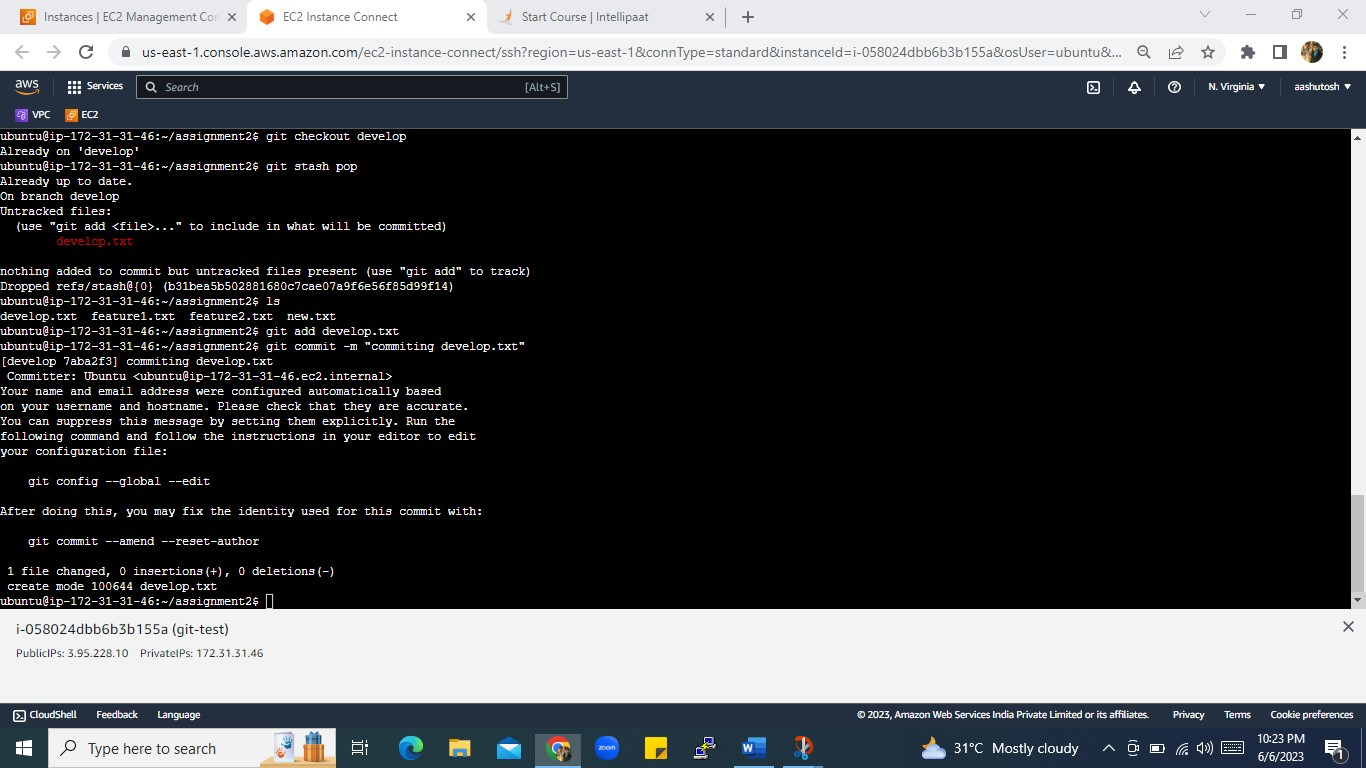 Instances | EC2 Management Con
EC2 Instance Connect
Start Course | Intellipaat
us-east-1.console.aws.amazon.com/ec2-instance-connect/ssh?region=us-east-1&connType=standard&instanceId=i-058024dbb6b3b155a&osUser=ubuntu&...
aws
Services
Search
[Alt+S]
N. Virginia
aashutosh
VPC
EC2
ubuntu@ip-172-31-31-46:~/assignment2$ git checkout develop
Already on 'develop'
ubuntu@ip-172-31-31-46:~/assignment2$ git stash pop
Already up to date.
On branch develop
Untracked files:
  (use "git add <file>..." to include in what will be committed)
        develop.txt
nothing added to commit but untracked files present (use "git add" to track)
Dropped refs/stash@{0} (b31bea5b502881680c7cae07a9f6e56f85d99f14)
ubuntu@ip-172-31-31-46:~/assignment2$ ls
develop.txt  feature1.txt  feature2.txt  new.txt
ubuntu@ip-172-31-31-46:~/assignment2$ git add develop.txt
ubuntu@ip-172-31-31-46:~/assignment2$ git commit -m "commiting develop.txt"
[develop 7aba2f3] commiting develop.txt
 Committer: Ubuntu <ubuntu@ip-172-31-31-46.ec2.internal>
Your name and email address were configured automatically based
on your username and hostname. Please check that they are accurate.
You can suppress this message by setting them explicitly. Run the
following command and follow the instructions in your editor to edit
your configuration file:
    git config --global --edit
After doing this, you may fix the identity used for this commit with:
    git commit --amend --reset-author
 1 file changed, 0 insertions(+), 0 deletions(-)
 create mode 100644 develop.txt
ubuntu@ip-172-31-31-46:~/assignment2$
i-058024dbb6b3b155a (git-test)
PublicIPs: 3.95.228.10 PrivateIPs: 172.31.31.46
CloudShell Feedback Language
© 2023, Amazon Web Services India Private Limited or its affiliates. Privacy Terms Cookie preferences
Type here to search
zoom
31°C Mostly cloudy
10:23 PM
6/6/2023
1